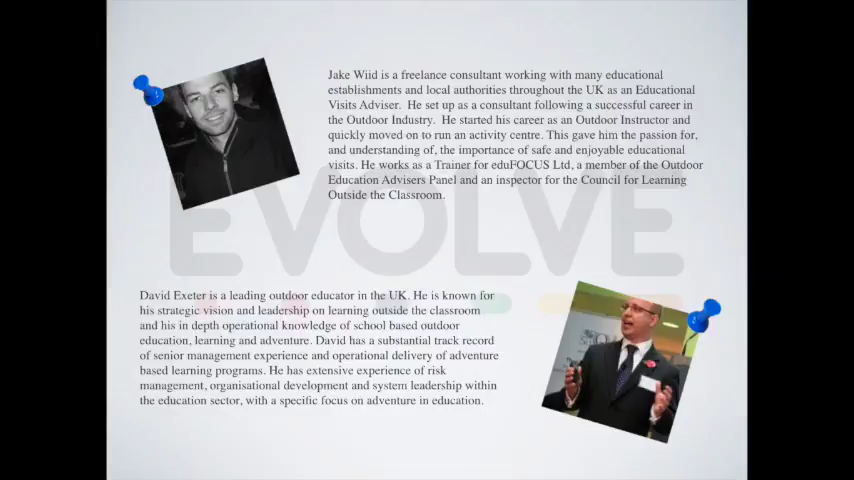 Jake Wiid is a freelance consultant working with many educational
establishments and local authorities throughout the UK as an Educational
Visits Adviser. He set up as a consultant following a successful career in
the Outdoor Industry. He started his career as an Outdoor Instructor and
quickly moved on to run an activity centre. This gave him the passion for,
and understanding of, the importance of safe and enjoyable educational
visits. He works as a Trainer for eduFOCUS Ltd, a member of the Outdoor
Education Advisers Panel and an inspector for the Council for Learning
Outside the Classroom.
EVOLVE
David Exeter is a leading outdoor educator in the UK. He is known for
his strategic vision and leadership on learning outside the classroom
and his in depth operational knowledge of school based outdoor
education, learning and adventure. David has a substantial track record
of senior management experience and operational delivery of adventure
based learning programs. He has extensive experience of risk
management, organisational development and system leadership within
the education sector, with a specific focus on adventure in education.